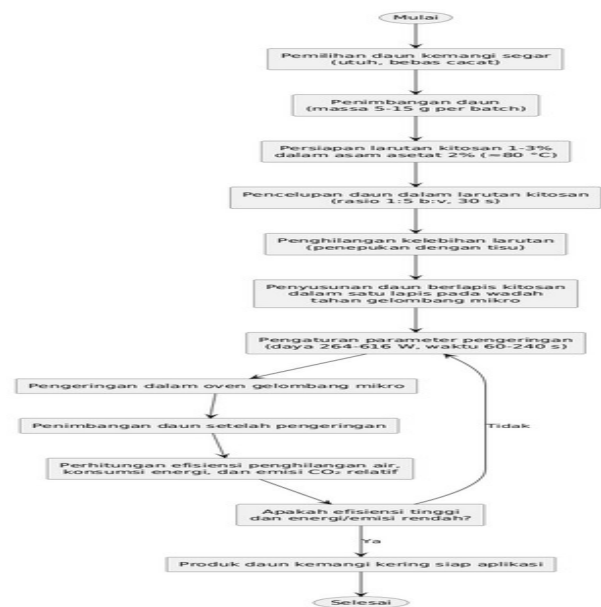 Mulai
Pemilihan daun kemangi segar
(utuh, bebas cacat)
Penimbangan daun
(massa 5-15 g per batch)
Persiapan larutan kitosan 1-3%
dalam asam asetat 2% (≈80 °C)
Pencelupan daun dalam larutan kitosan
(rasio 1:5 b:v, 30 s)
Penghilangan kelebihan larutan
(penepukan dengan tisu)
Penyusunan daun berlapis kitosan
dalam satu lapis pada wadah
tahan gelombang mikro
Pengaturan parameter pengeringan
(daya 264-616 W, waktu 60-240 s)
Pengeringan dalam oven gelombang mikro
Penimbangan daun setelah pengeringan
Tidak
Perhitungan efisiensi penghilangan air,
konsumsi energi, dan emisi CO₂ relatif
Apakah efisiensi tinggi
dan energi/emisi rendah?
Ya
Produk daun kemangi kering siap aplikasi
Selesai